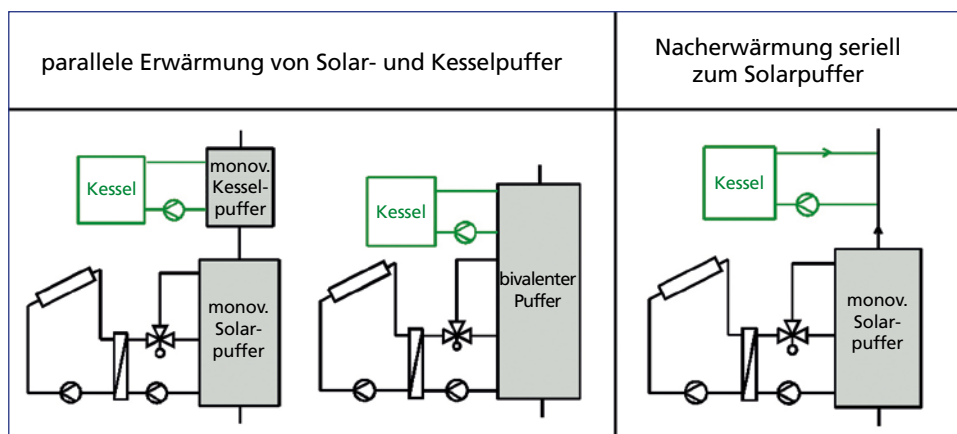 parallele Erwärmung von Solar- und Kesselpuffer
Nacherwärmung seriell
zum Solarpuffer
Kessel
monov.
Kessel-
puffer
monov.
Solar-
puffer
Kessel
bivalenter
Puffer
Kessel
monov.
Solar-
puffer